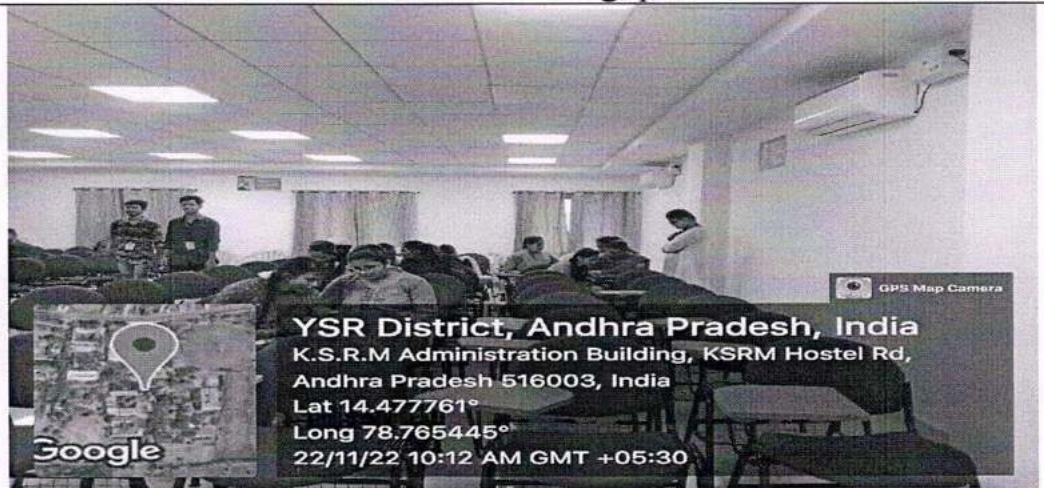 GPS Map Camera
YSR District, Andhra Pradesh, India
K.S.R.M Administration Building, KSRM Hostel Rd,
Andhra Pradesh 516003, India
Lat 14.477761°
Long 78.765445°
22/11/22 10:12 AM GMT +05:30
Google